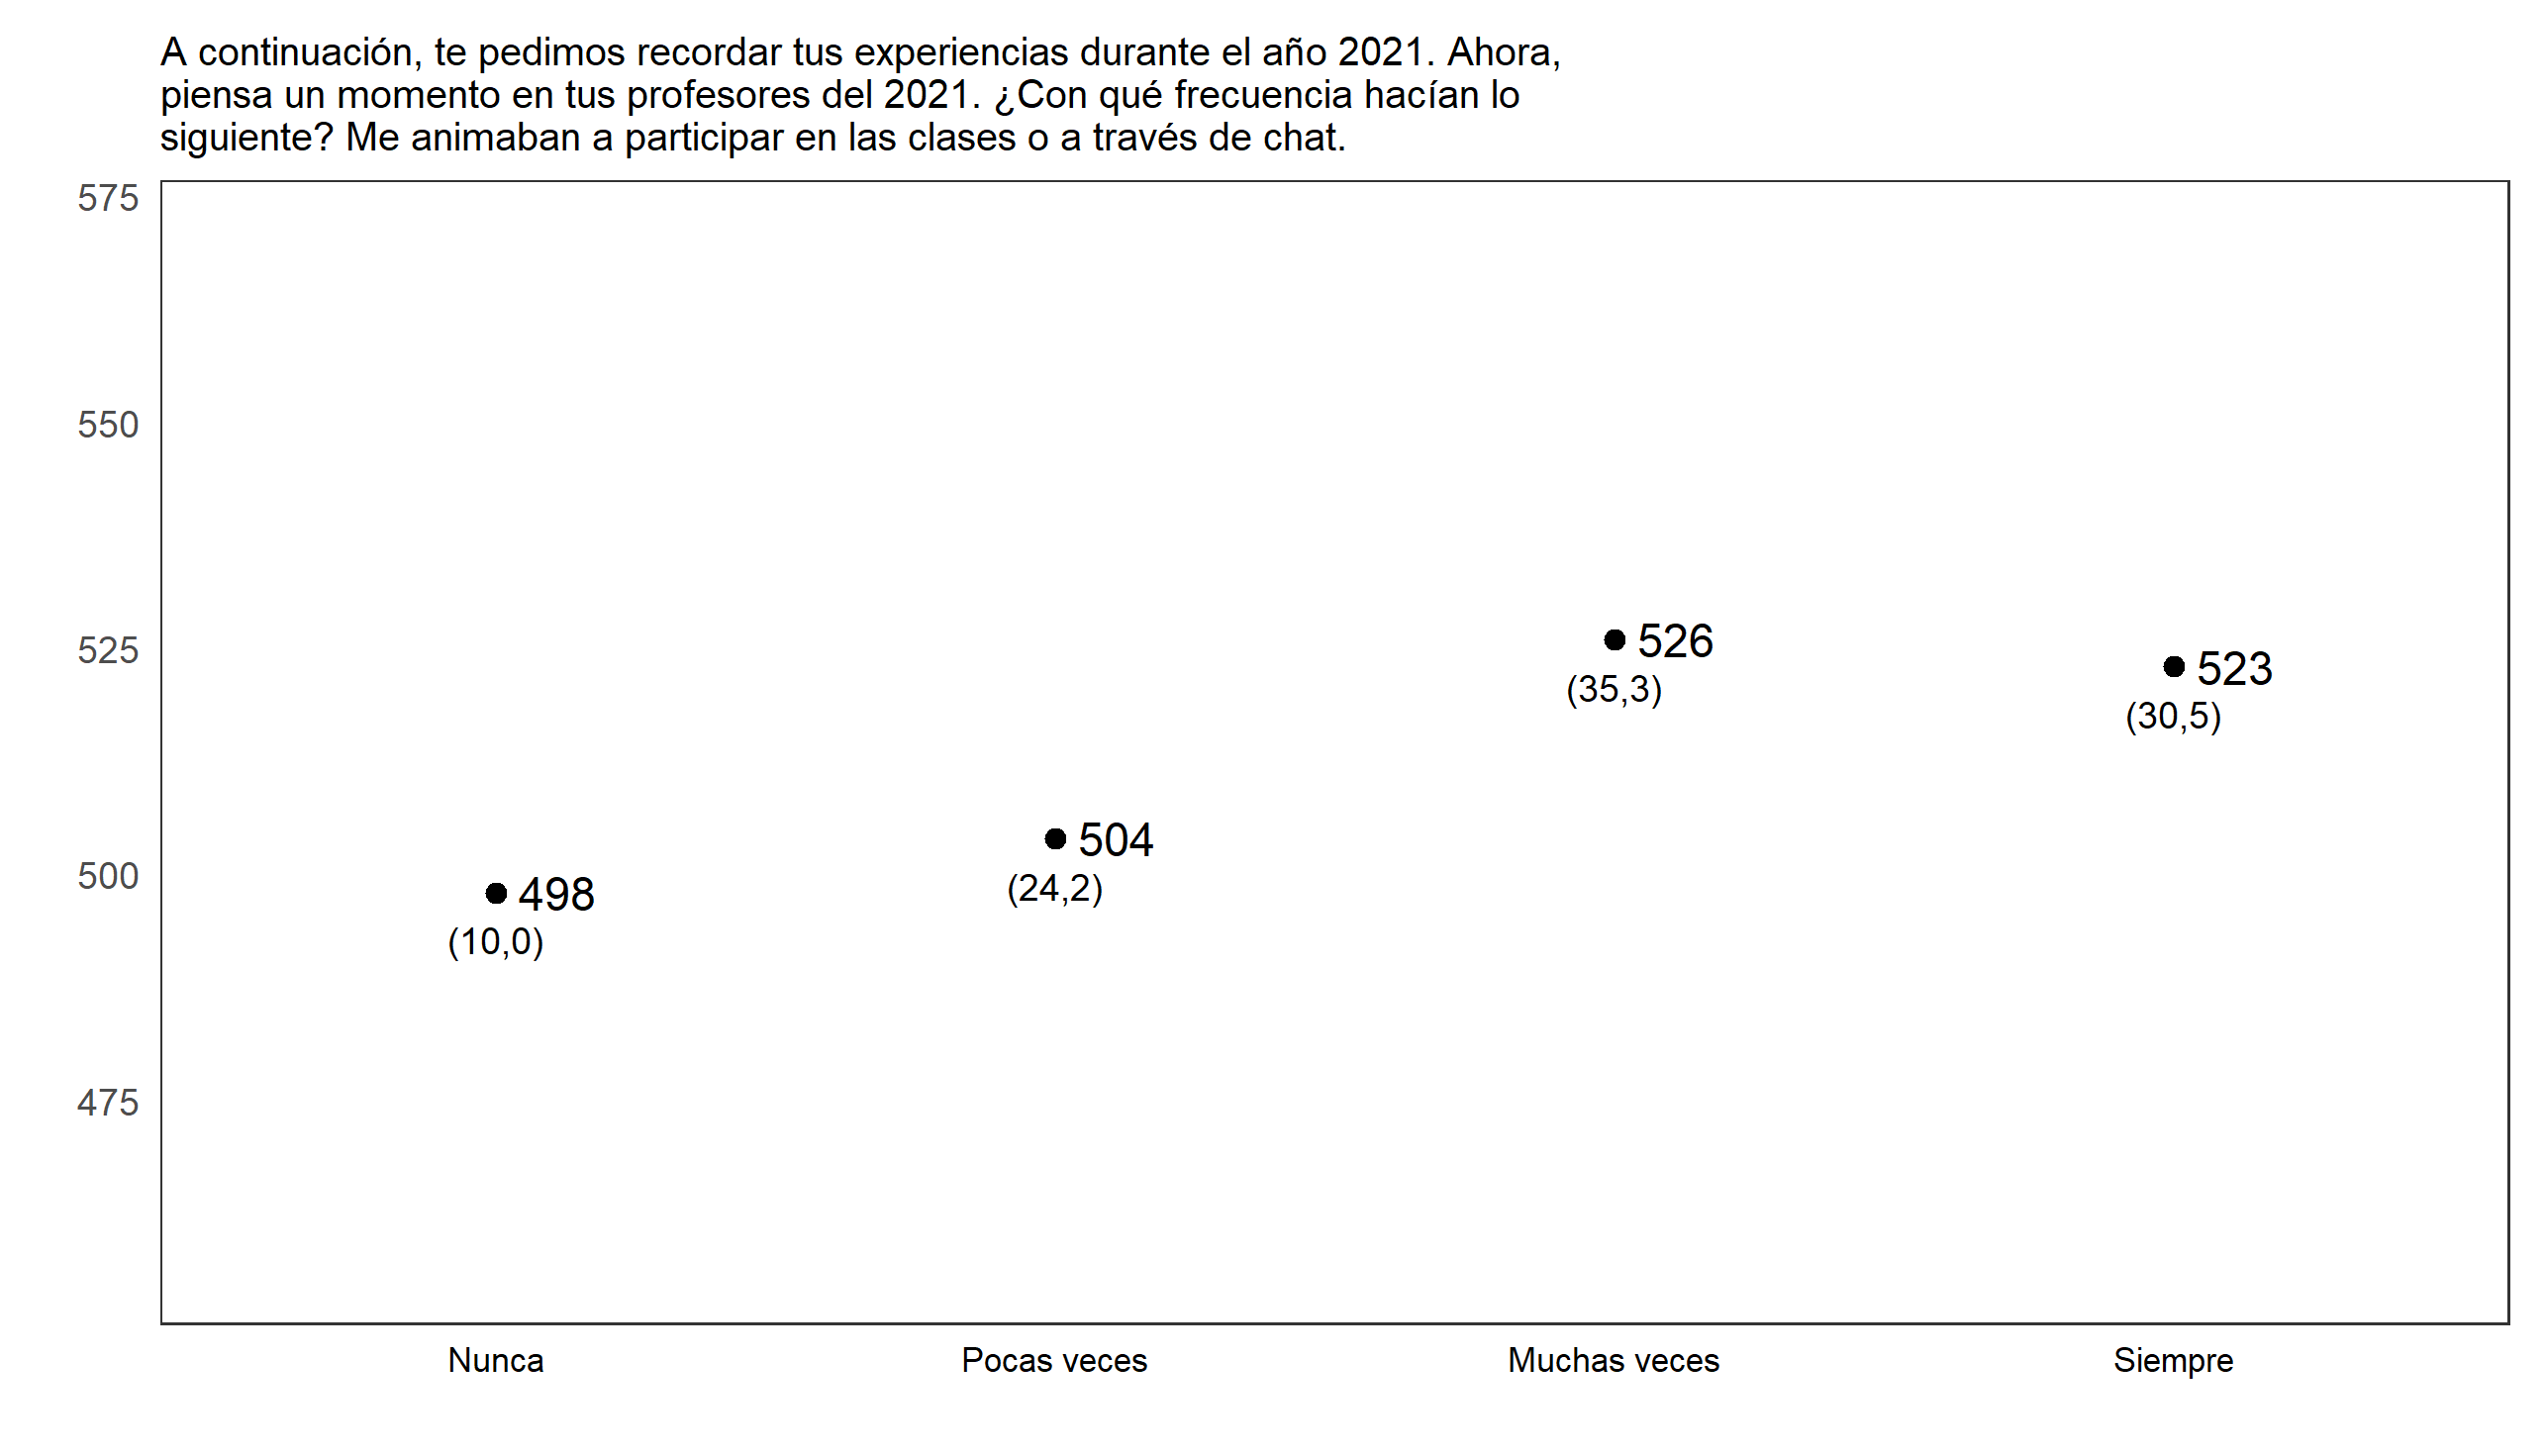 A continuación, te pedimos recordar tus experiencias durante el año 2021. Ahora,
piensa un momento en tus profesores del 2021. ¿Con qué frecuencia hacían lo
siguiente? Me animaban a participar en las clases o a través de chat.
575
550
525
500
475
526
(35,3)
523
(30,5)
504
(24,2)
498
(10,0)
Nunca
Pocas veces
Muchas veces
Siempre